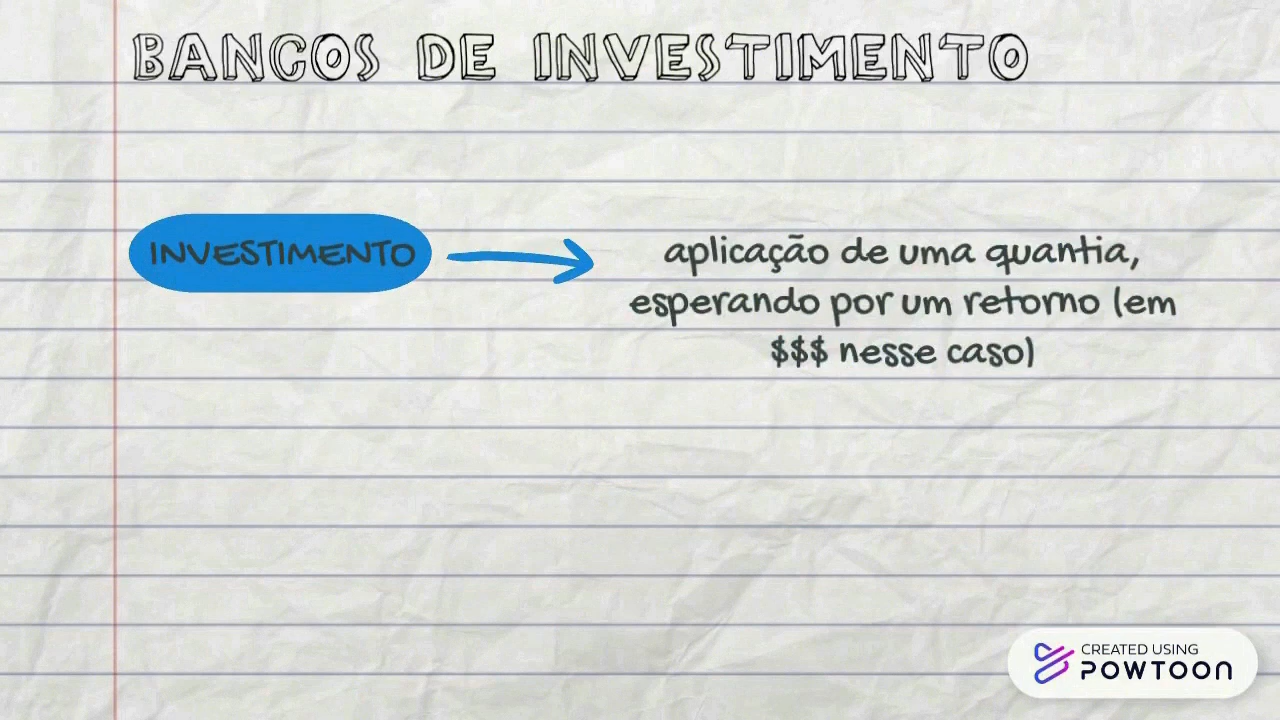 BANCOS DE INVESTIMENTO
INVESTIMENTO
aplicação de uma quantia,
esperando por um retorno (em
$$$ nesse caso)
CREATED USING
POWTOON